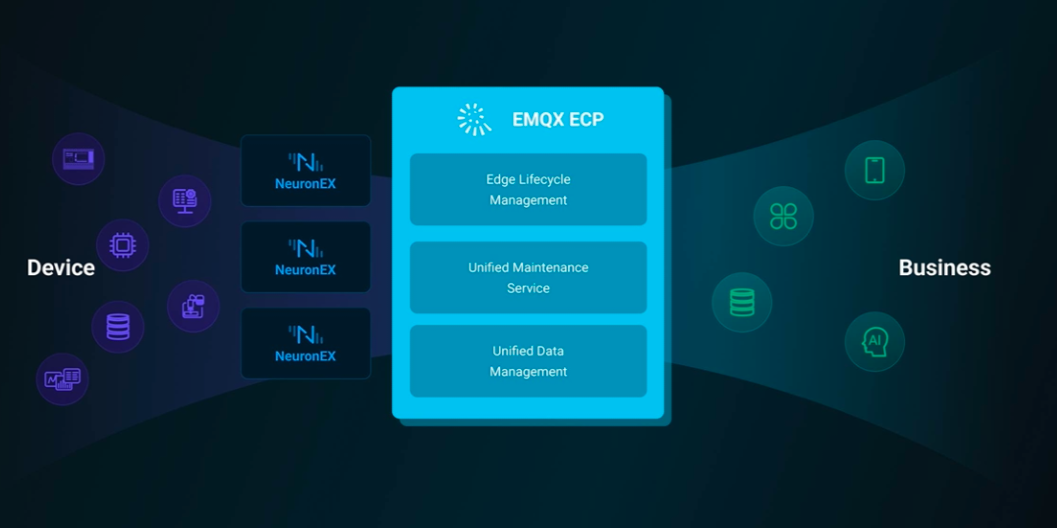 EMQX ECP
NeuronEX
Edge Lifecycle
Management
NeuronEX
Device
Unified Maintenance
Service
Business
AI
NeuronEX
Unified Data
Management